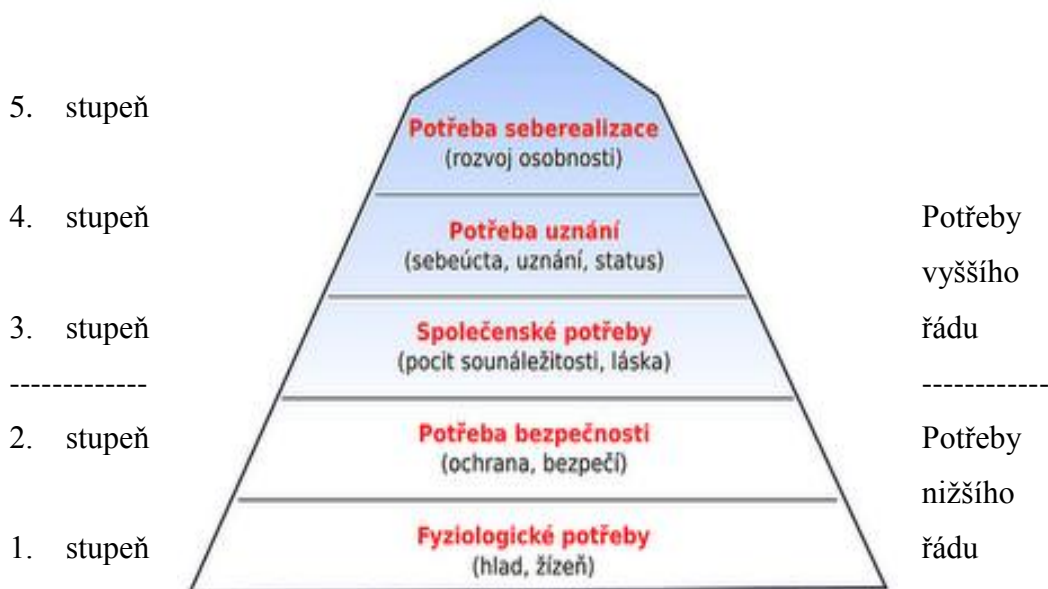 5. stupeň
Potřeba seberealizace
(rozvoj osobnosti)
4. stupeň
Potřeba uznání
(sebeúcta, uznání, status)
Potřeby
vyššího
řádu
3. stupeň
Společenské potřeby
(pocit sounáležitosti, láska)
-------------
------------
2. stupeň
Potřeba bezpečnosti
(ochrana, bezpečí)
Potřeby
nižšího
řádu
1. stupeň
Fyziologické potřeby
(hlad, žízeň)